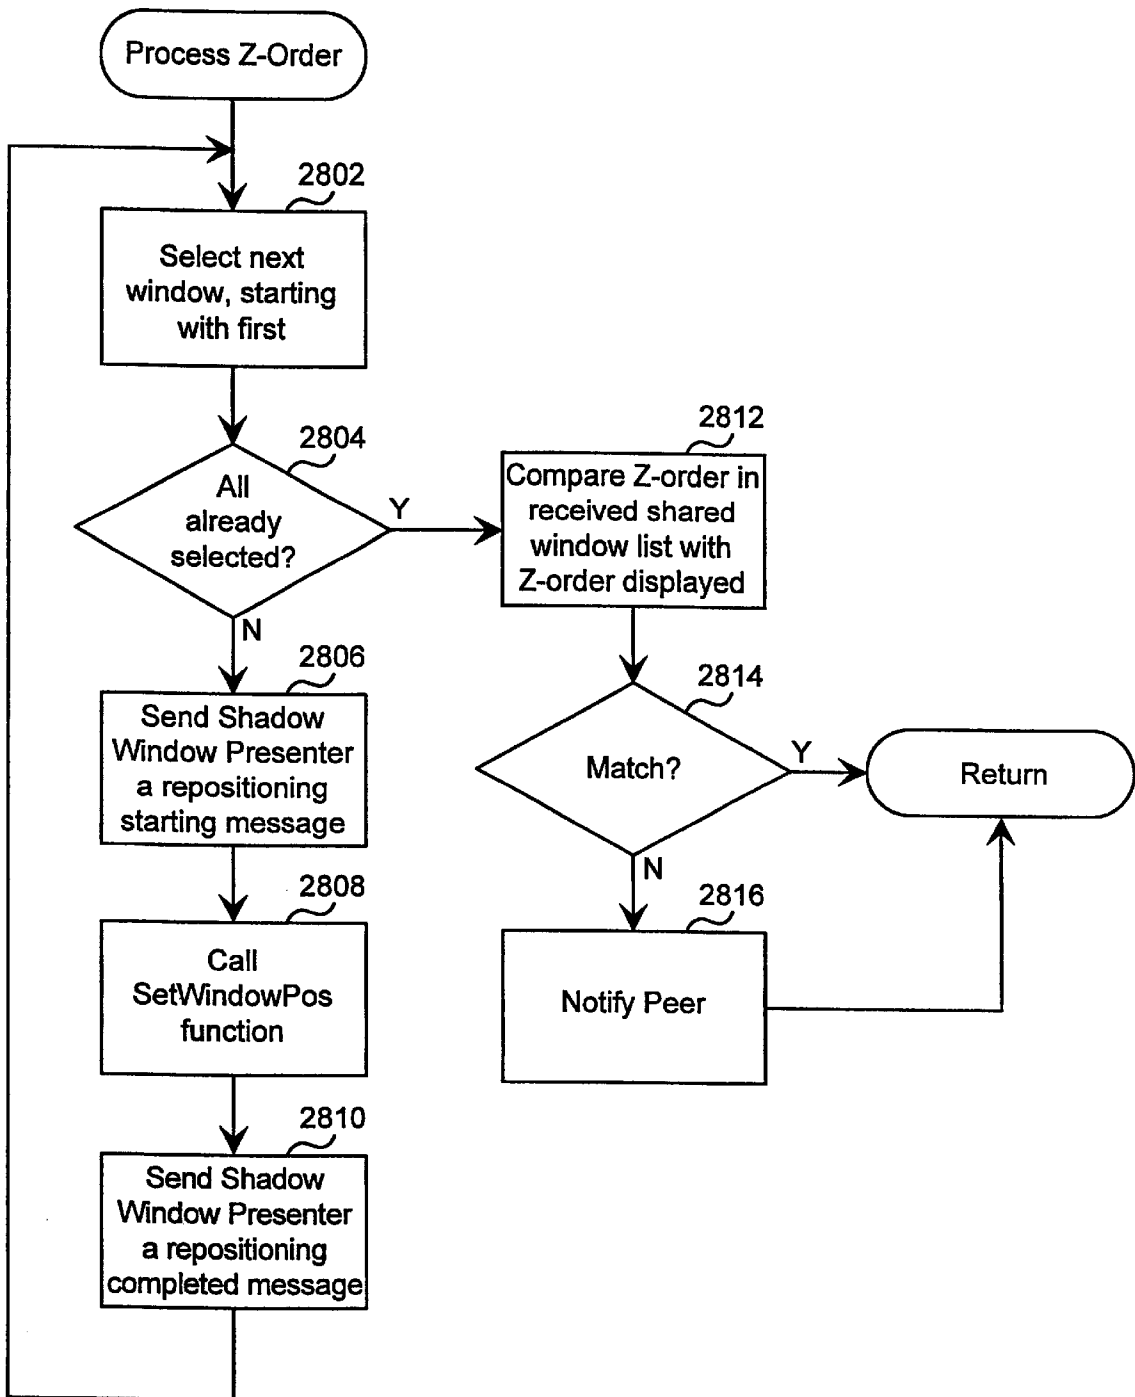 Process Z-Order
2802
Select next
window, starting
with first
2804
All
already
selected?
Y
N
2806
Send Shadow
Window Presenter
a repositioning
starting message
2808
Call
SetWindowPos
function
2810
Send Shadow
Window Presenter
a repositioning
completed message
2812
Compare Z-order in
received shared
window list with
Z-order displayed
2814
Match?
Y
N
Return
2816
Notify Peer